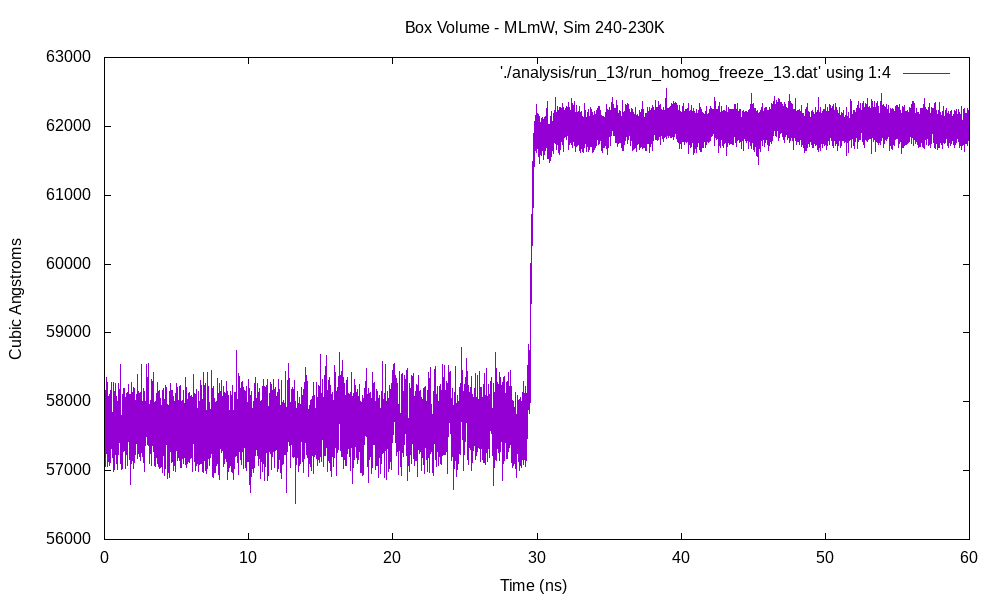 Box Volume - MLmW, Sim 240-230K
63000
'./analysis/run_13/run_homog_freeze_13.dat' using 1:4
62000
61000
60000
59000
58000
57000
56000
Cubic Angstroms
0 10 20 30 40 50 60
Time (ns)